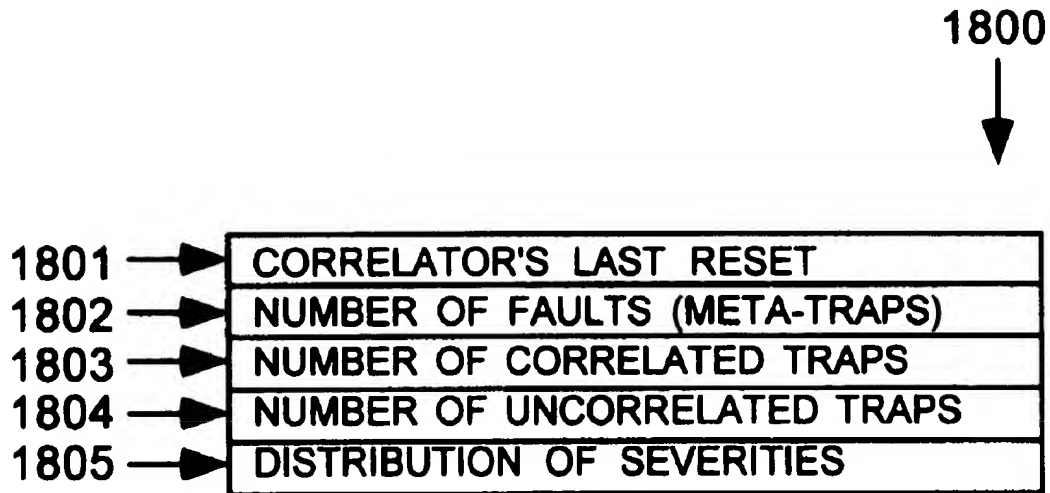 1800
1801 CORRELATOR'S LAST RESET
1802 NUMBER OF FAULTS (META-TRAPS)
1803 NUMBER OF CORRELATED TRAPS
1804 NUMBER OF UNCORRELATED TRAPS
1805 DISTRIBUTION OF SEVERITIES